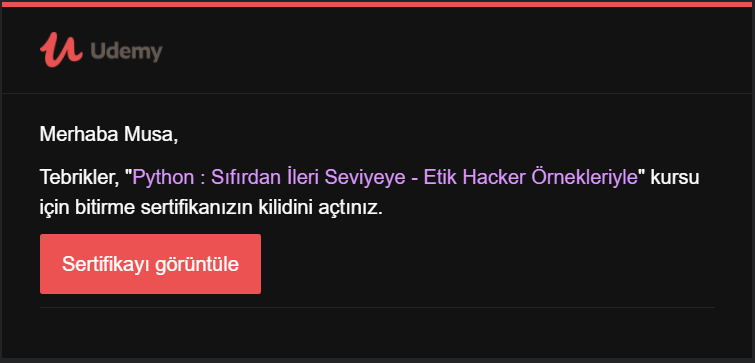 Udemy
Merhaba Musa,
Tebrikler, "Python : Sıfırdan İleri Seviyeye - Etik Hacker Örnekleriyle" kursu
için bitirme sertifikanızın kilidini açtınız.
Sertifikayı görüntüle